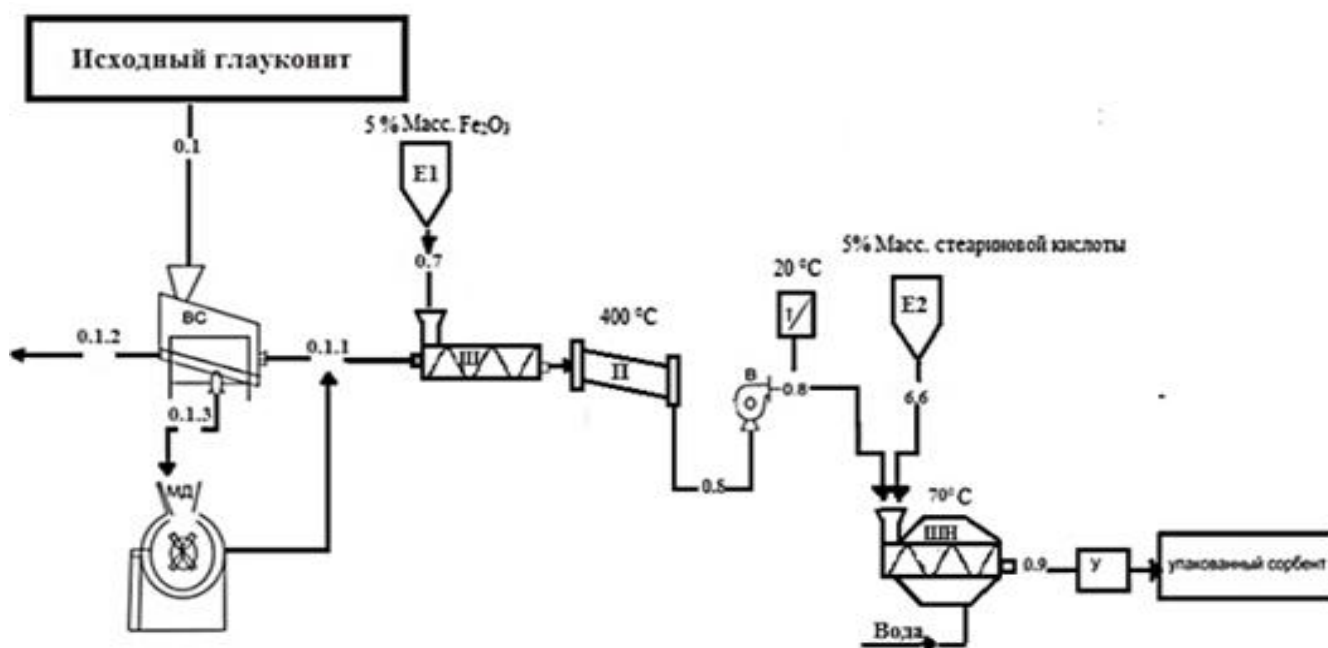 Исходный глауконит
0.1
5 % Масс. Fe₂O₃
E1
0.7
5% Масс. стеариновой кислоты
20 °C
E2
400 °C
ВС
0.1.2
0.1.1
Ш
П
В
0.8
6.6
0.1.3
МД
0.8
70° C
ШН
0.9
У
упакованный сорбент
Вода